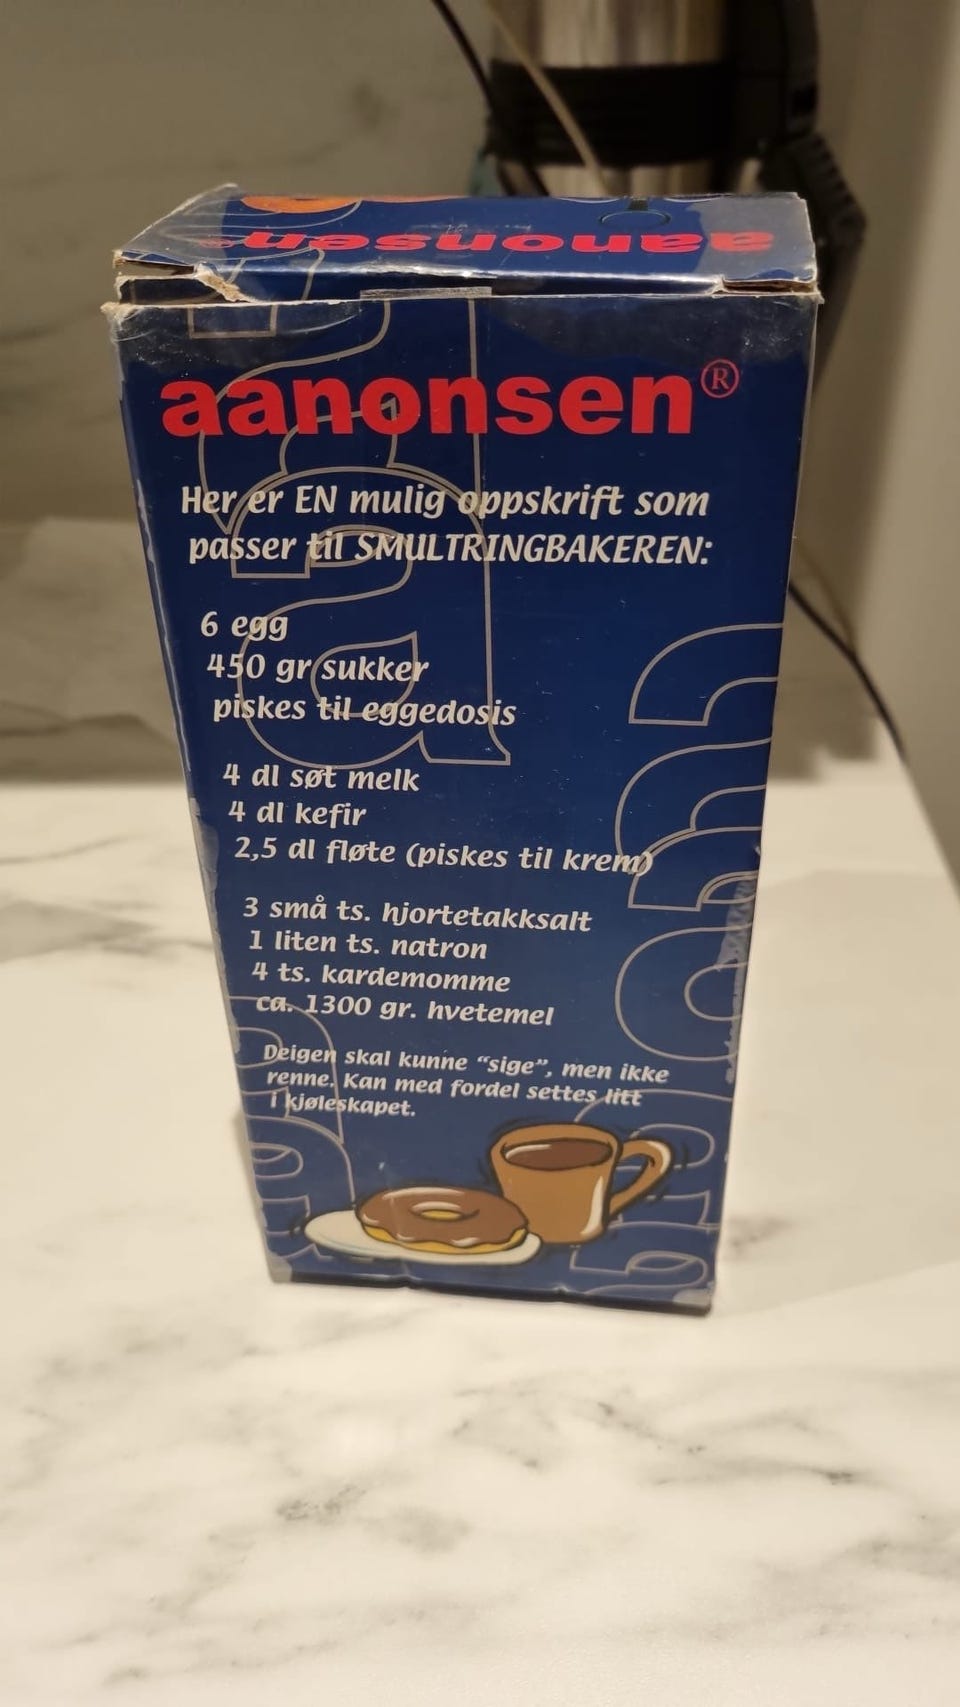 aanonsen®
aanonsen®
Her er EN mulig oppskrift som
passer til SMULTRINGBAKEREN:
6 egg
450 gr sukker
piskes til eggedosis
4 dl søt melk
4 dl kefir
2,5 dl fløte (piskes til krem)
3 små ts. hjortetakksalt
1 liten ts. natron
4 ts. kardemomme
ca. 1300 gr. hvetemel
Deigen skal kunne “sige”, men ikke
renne. Kan med fordel settes litt
i kjøleskapet.